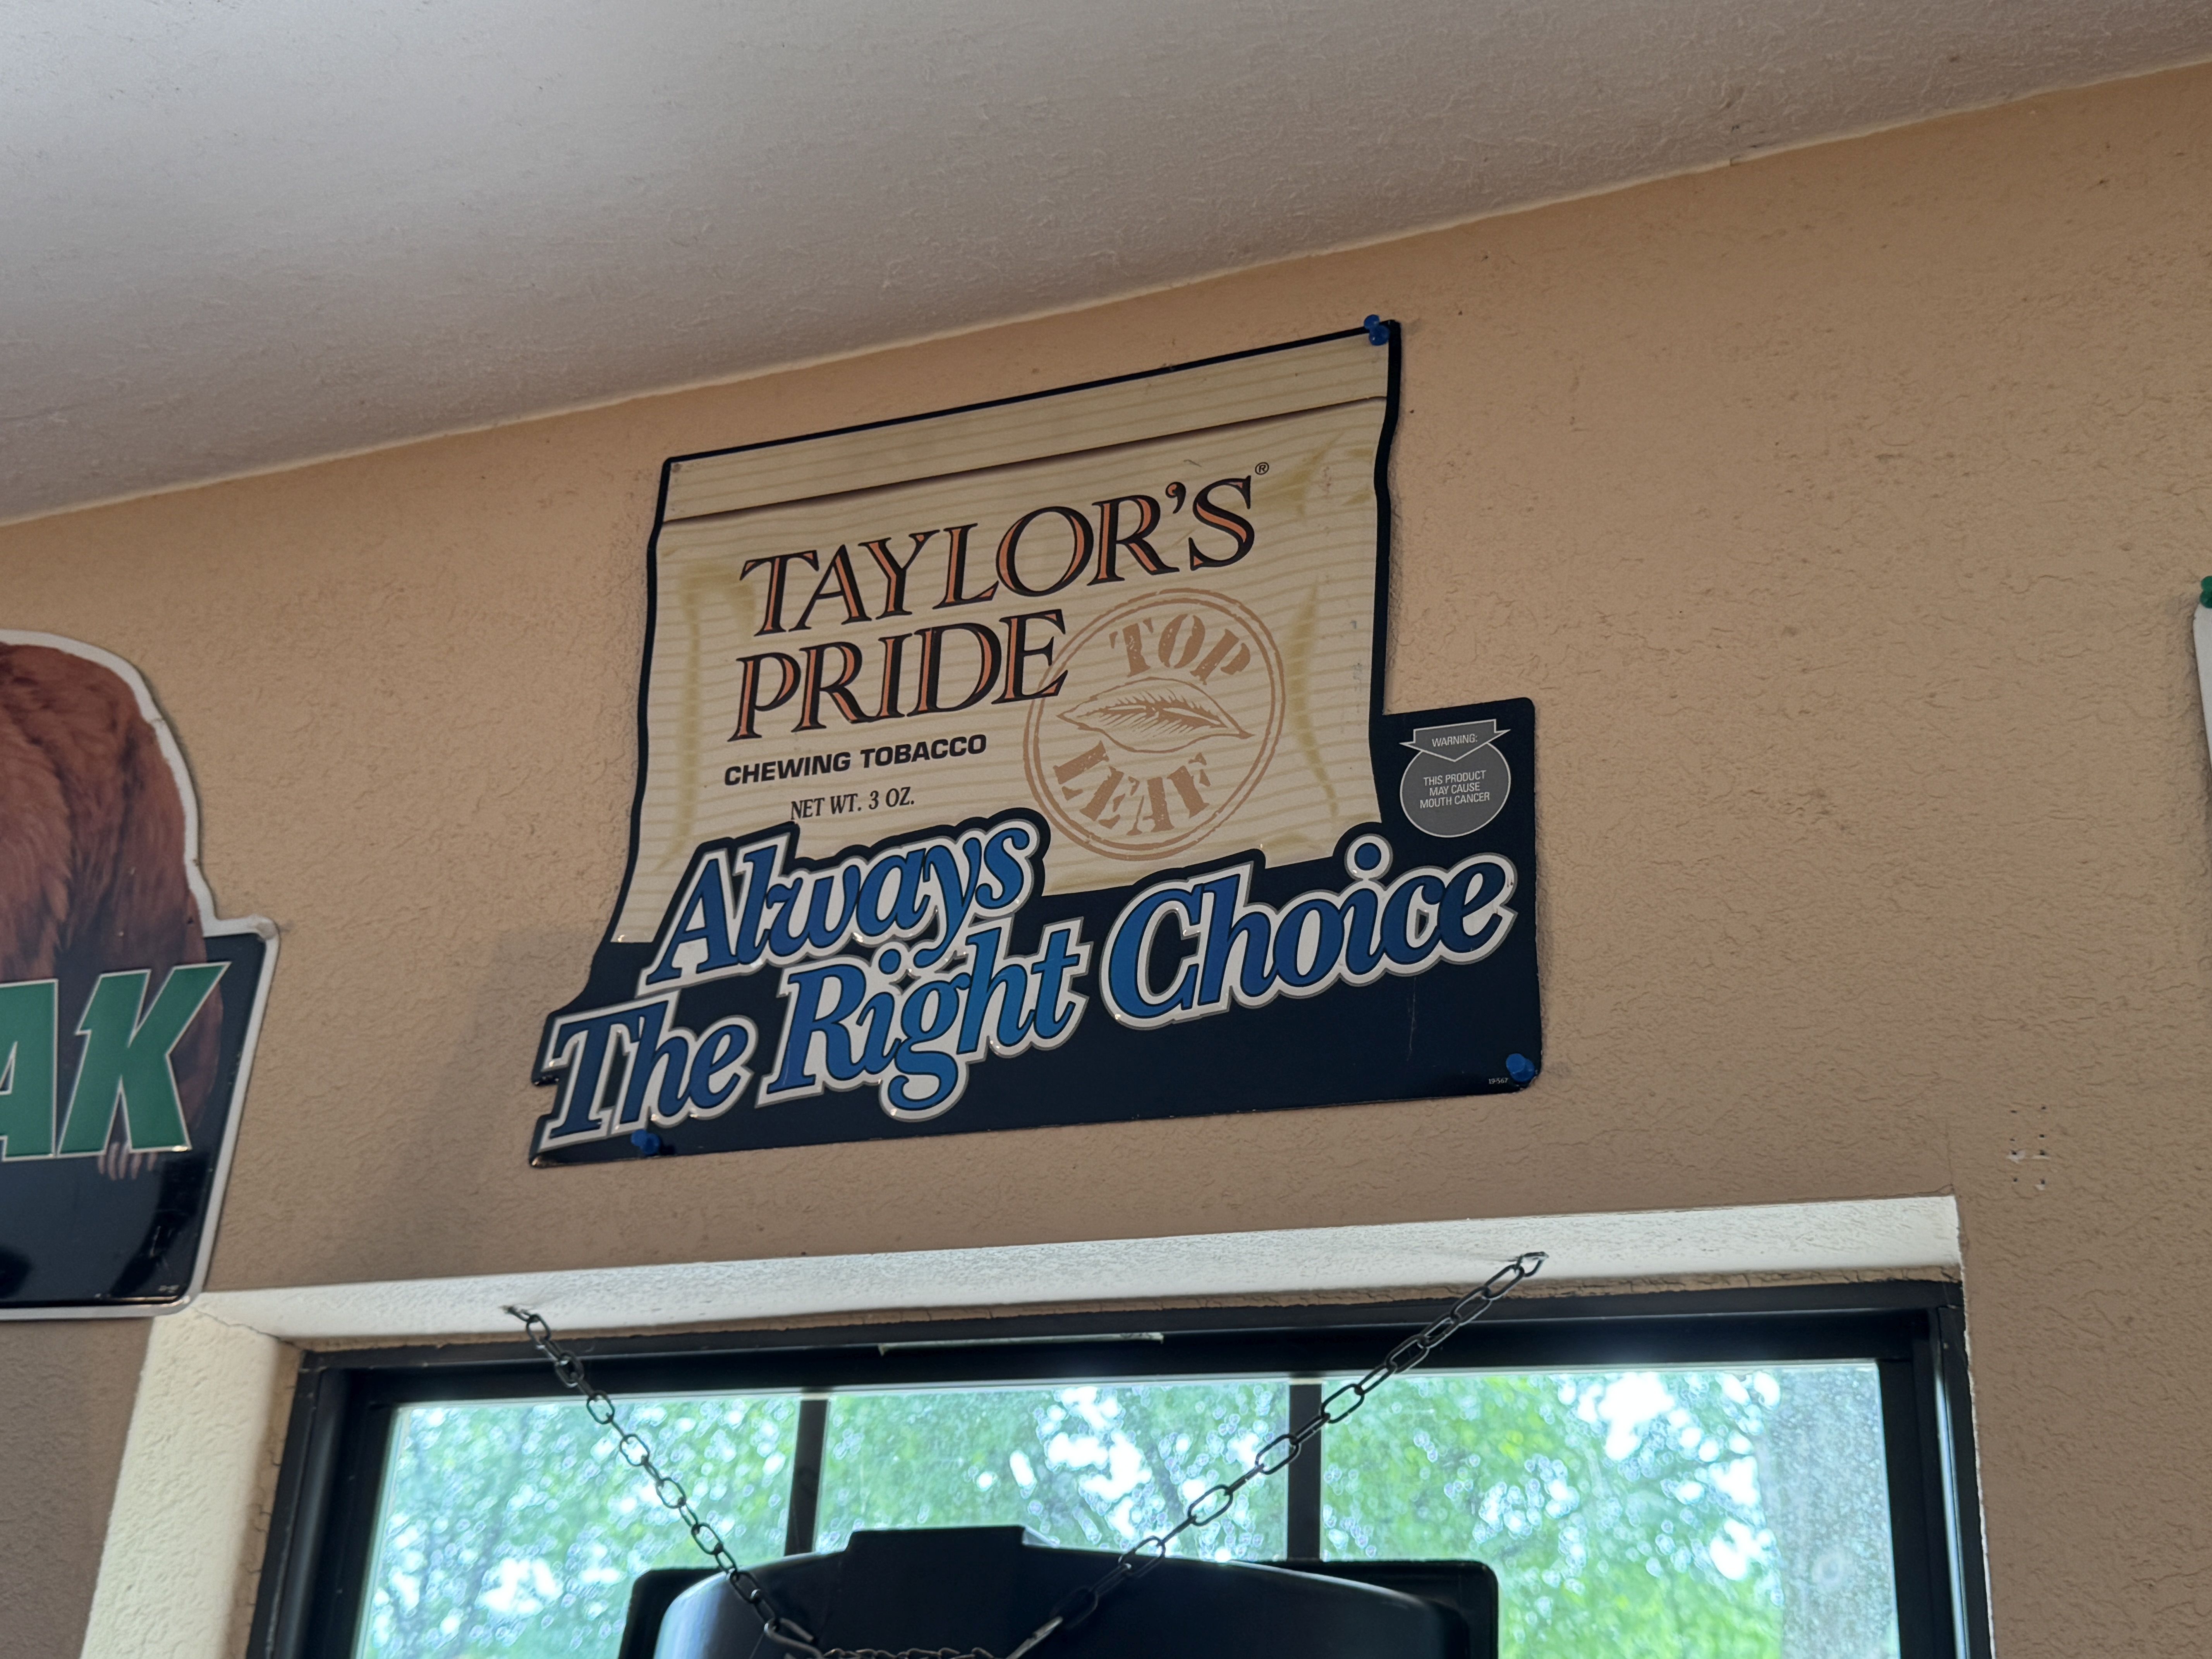 TAYLOR'S®
PRIDE
CHEWING TOBACCO
NET WT. 3 OZ.
TOP
LEAF
WARNING:
THIS PRODUCT
MAY CAUSE
MOUTH CANCER
Always
The Right Choice
AK